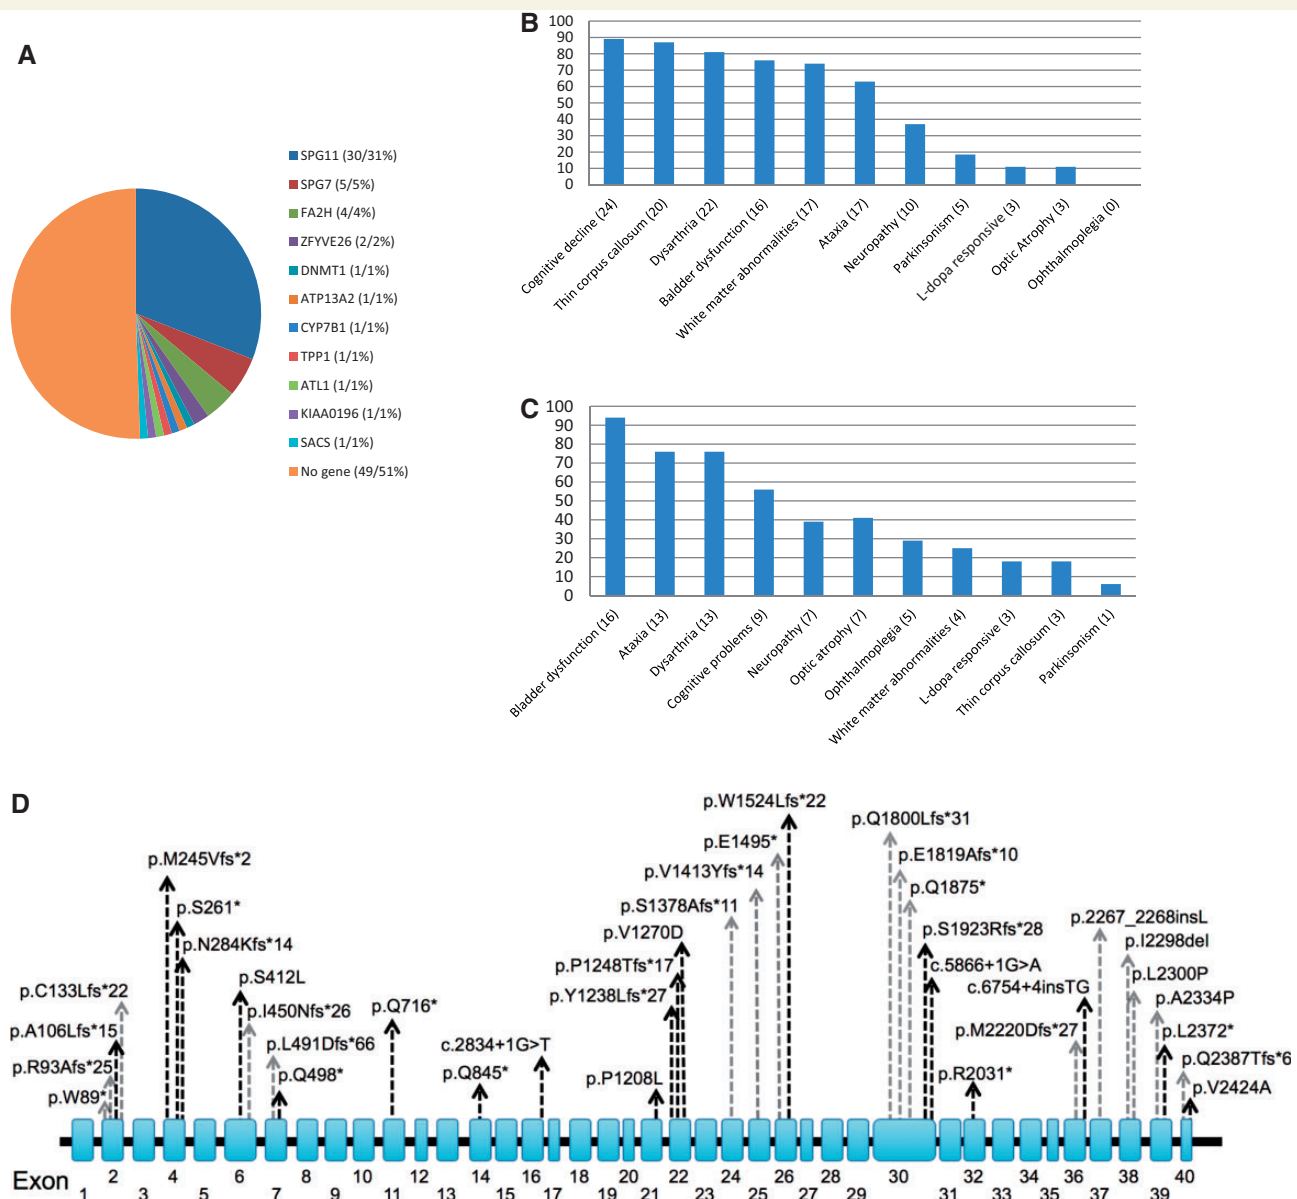 A
SPG11 (30/31%)
SPG7 (5/5%)
FA2H (4/4%)
ZFYVE26 (2/2%)
DNMT1 (1/1%)
ATP13A2 (1/1%)
CYP7B1 (1/1%)
TPP1 (1/1%)
ATL1 (1/1%)
KIAA0196 (1/1%)
SACS (1/1%)
No gene (49/51%)
B
100
90
80
70
60
50
40
30
20
10
0
Cognitive decline (24)
Thin corpus callosum (20)
Dysarthria (22)
Baldder dysfunction (16)
White matter abnormalities (17)
Ataxia (17)
Neuropathy (10)
Parkinsonism (5)
L-dopa responsive (3)
Optic Atrophy (3)
Ophthalmoplegia (0)
C
100
90
80
70
60
50
40
30
20
10
0
Bladder dysfunction (16)
Ataxia (13)
Dysarthria (13)
Cognitive problems (9)
Neuropathy (7)
Optic atrophy (7)
Ophthalmoplegia (5)
White matter abnormalities (4)
L-dopa responsive (3)
Thin corpus callosum (3)
Parkinsonism (1)
D
p.W89*
p.R93Afs*25
p.A106Lfs*15
p.C133Lfs*22
p.M245Vfs*2
p.S261*
p.N284Kfs*14
p.S412L
p.I450Nfs*26
p.L491Dfs*66
p.Q498*
p.Q716*
p.Q845*
c.2834+1G>T
p.P1208L
p.Y1238Lfs*27
p.P1248Tfs*17
p.V1270D
p.S1378Afs*11
p.V1413Yfs*14
p.E1495*
p.W1524Lfs*22
p.Q1800Lfs*31
p.E1819Afs*10
p.Q1875*
p.S1923Rfs*28
c.5866+1G>A
p.R2031*
p.M2220Dfs*27
c.6754+4insTG
p.2267_2268insL
p.I2298del
p.L2300P
p.A2334P
p.L2372*
p.Q2387Tfs*6
p.V2424A
Exon
1 2 3 4 5 6 7 8 9 10 11 12 13 14 15 16 17 18 19 20 21 22 23 24 25 26 27 28 29 30 31 32 33 34 35 36 37 38 39 40